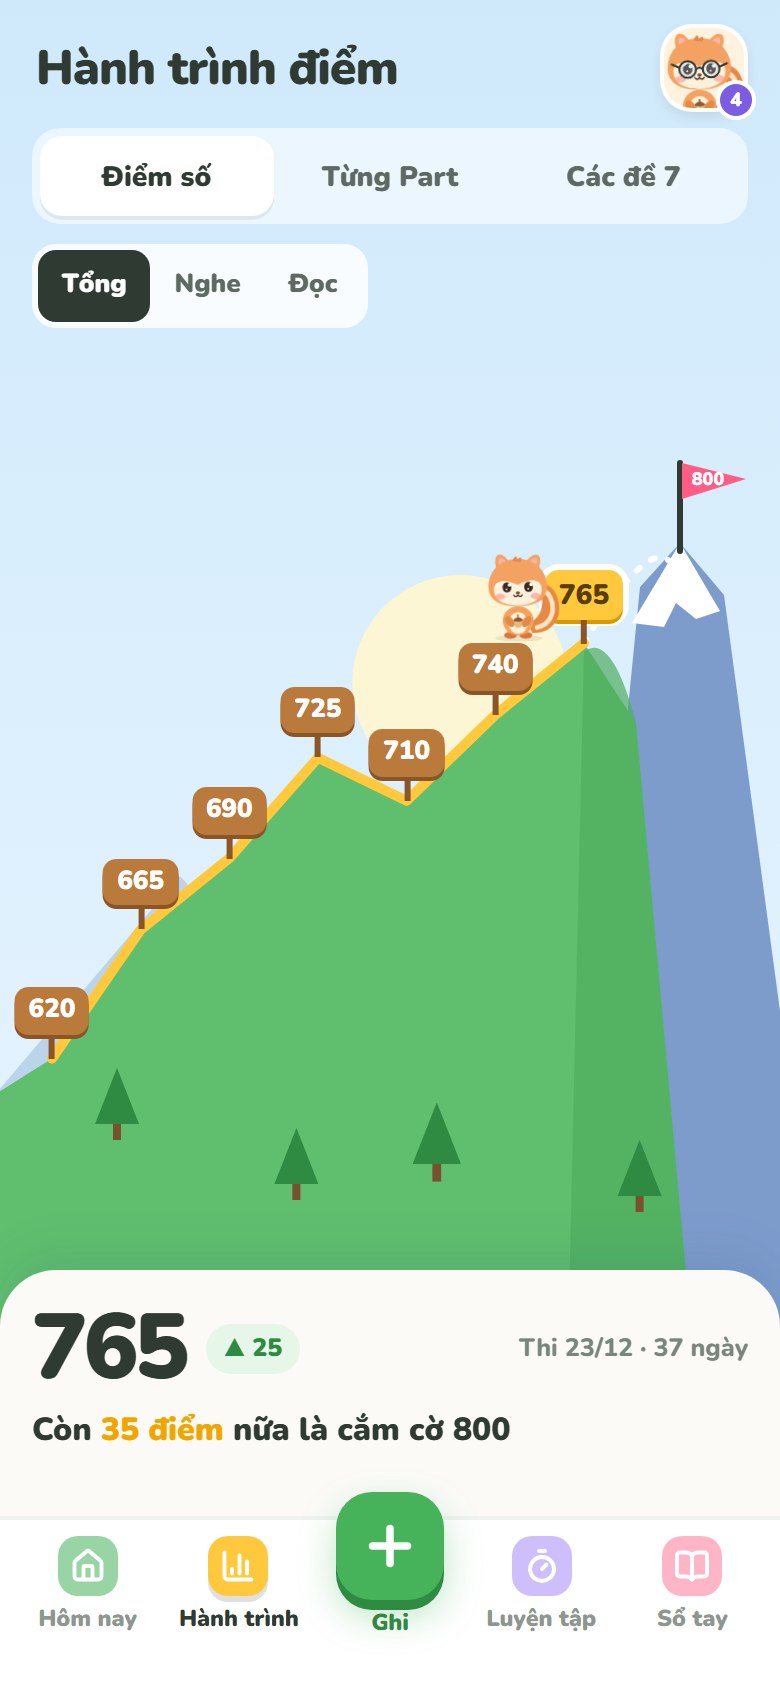 Hành trình điểm
4
Điểm số Từng Part Các đề 7
Tổng Nghe Đọc
800
765
740
725
710
690
665
620
765 ▲ 25 Thi 23/12 · 37 ngày
Còn 35 điểm nữa là cắm cờ 800
Hôm nay Hành trình Ghi Luyện tập Sổ tay